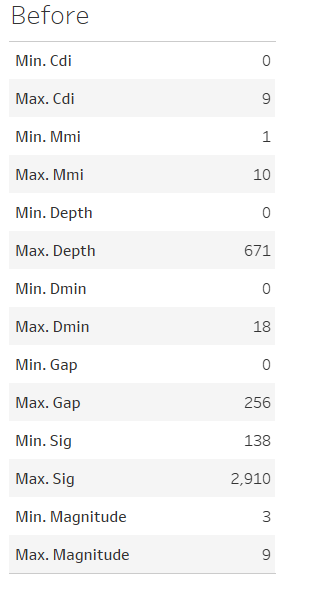 Before
Min. Cdi 0
Max. Cdi 9
Min. Mmi 1
Max. Mmi 10
Min. Depth 0
Max. Depth 671
Min. Dmin 0
Max. Dmin 18
Min. Gap 0
Max. Gap 256
Min. Sig 138
Max. Sig 2,910
Min. Magnitude 3
Max. Magnitude 9